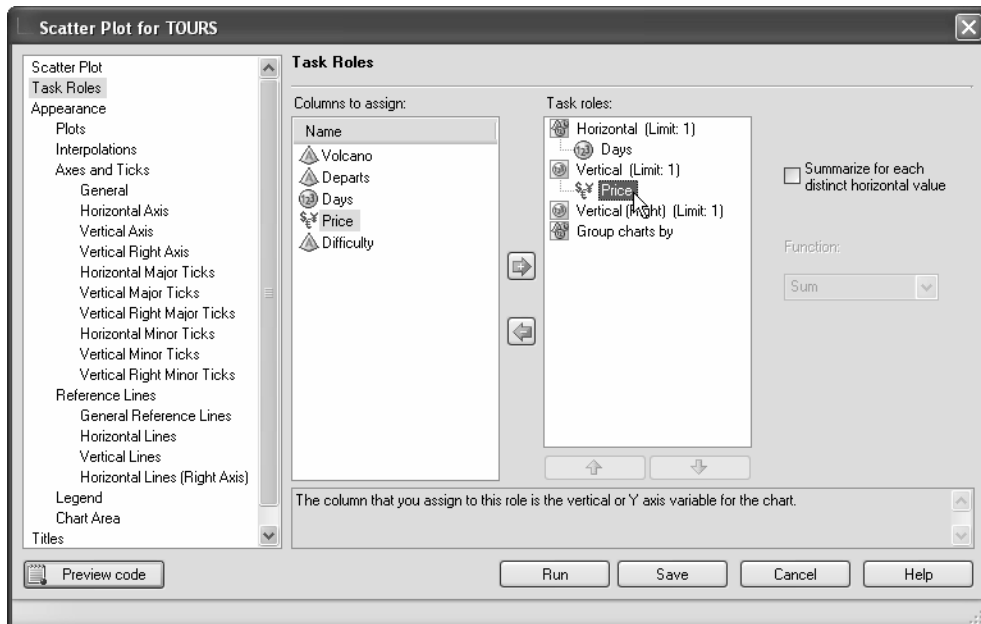 Scatter Plot for TOURS
Scatter Plot
Task Roles
Appearance
Plots
Interpolations
Axes and Ticks
General
Horizontal Axis
Vertical Axis
Vertical Right Axis
Horizontal Major Ticks
Vertical Major Ticks
Vertical Right Major Ticks
Horizontal Minor Ticks
Vertical Minor Ticks
Vertical Right Minor Ticks
Reference Lines
General Reference Lines
Horizontal Lines
Vertical Lines
Horizontal Lines (Right Axis)
Legend
Chart Area
Titles
Task Roles
Columns to assign:
Name
Volcano
Departs
Days
Price
Difficulty
Task roles:
Horizontal (Limit: 1)
Days
Vertical (Limit: 1)
Price
Vertical (Right) (Limit: 1)
Group charts by
Summarize for each
distinct horizontal value
Function:
Sum
The column that you assign to this role is the vertical or Y axis variable for the chart.
Preview code
Run
Save
Cancel
Help